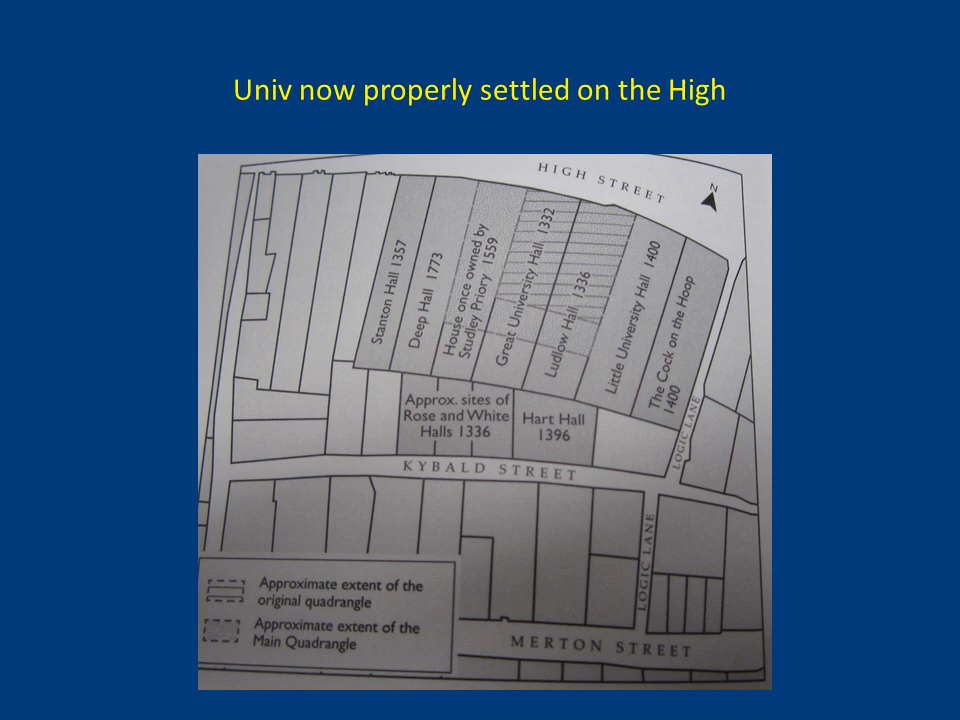 Univ now properly settled on the High
HIGH STREET
N
Stanton Hall 1357
Deep Hall 1773
House once owned by
Studley Priory 1559
Great University Hall 1332
Ludlow Hall 1336
Little University Hall 1400
The Cock on the Hoop
1400
Approx. sites of
Rose and White
Halls 1336
Hart Hall
1396
LOGIC LANE
KYBALD STREET
LOGIC LANE
Approximate extent of the
original quadrangle
Approximate extent of the
Main Quadrangle
MERTON STREET